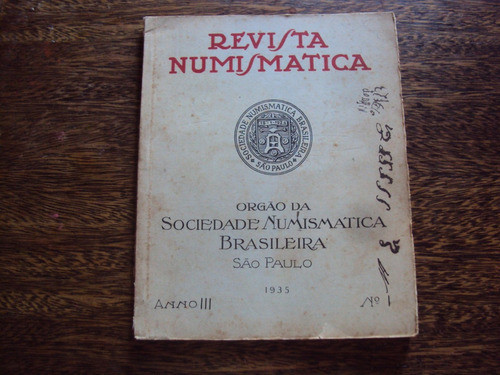 REVISTA
NUMISMATICA
SOCIEDADE NUMISMATICA BRASILEIRA
SÃO PAULO
ORGÃO DA
SOCIEDADE NUMISMATICA
BRASILEIRA
SÃO PAULO
1935
ANNO III
Nº